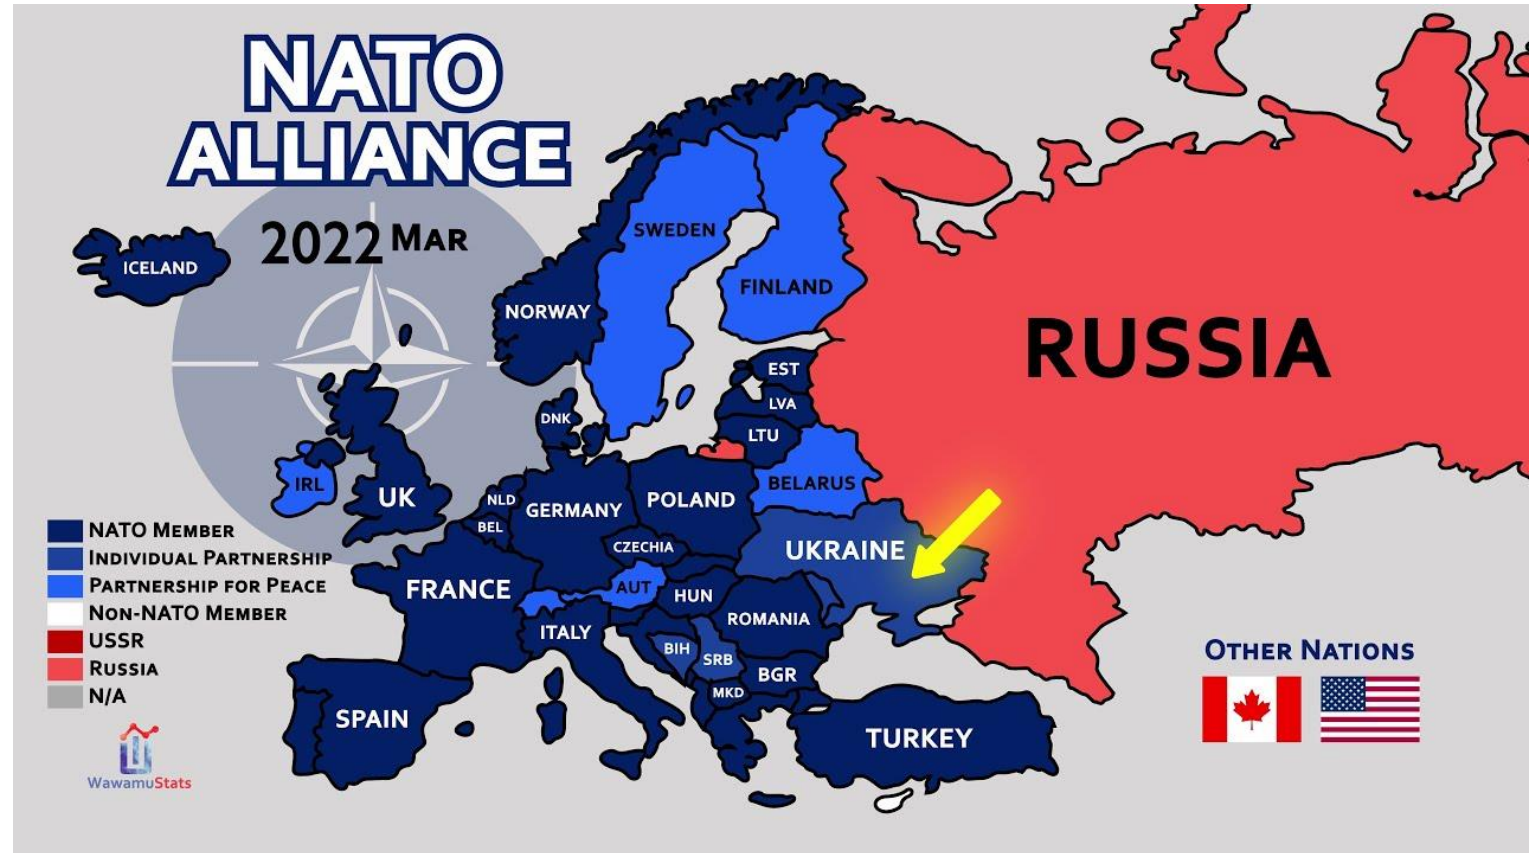 NATO
ALLIANCE
2022 MAR
ICELAND
SWEDEN
FINLAND
NORWAY
RUSSIA
EST
LVA
DNK
LTU
IRL
UK
NLD
BEL
GERMANY
POLAND
BELARUS
CZECHIA
UKRAINE
FRANCE
AUT
HUN
ITALY
ROMANIA
BIH
SRB
BGR
MKD
SPAIN
TURKEY
NATO MEMBER
INDIVIDUAL PARTNERSHIP
PARTNERSHIP FOR PEACE
NON-NATO MEMBER
USSR
RUSSIA
N/A
WawamuStats
OTHER NATIONS